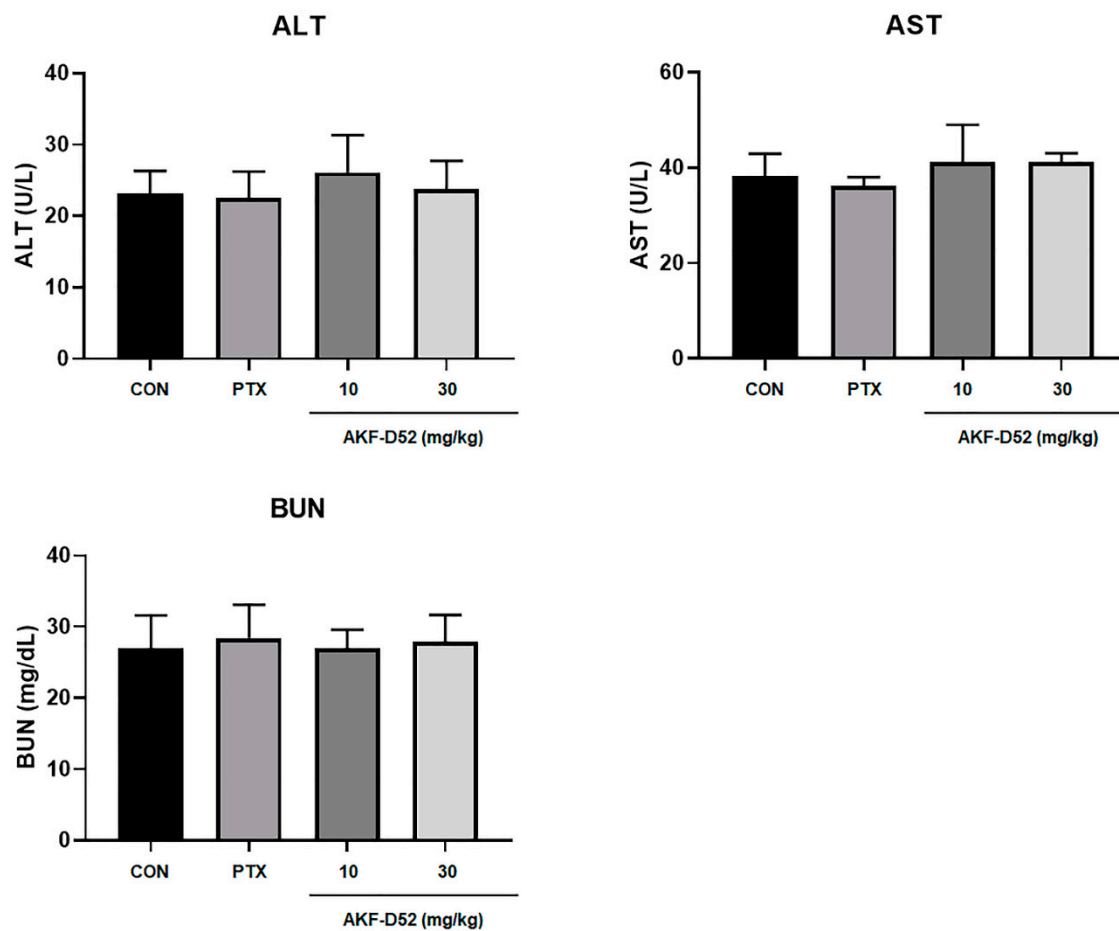 ALT
ALT (U/L)
40
30
20
10
0
CON PTX 10 30
AKF-D52 (mg/kg)
AST
AST (U/L)
60
40
20
0
CON PTX 10 30
AKF-D52 (mg/kg)
BUN
BUN (mg/dL)
40
30
20
10
0
CON PTX 10 30
AKF-D52 (mg/kg)